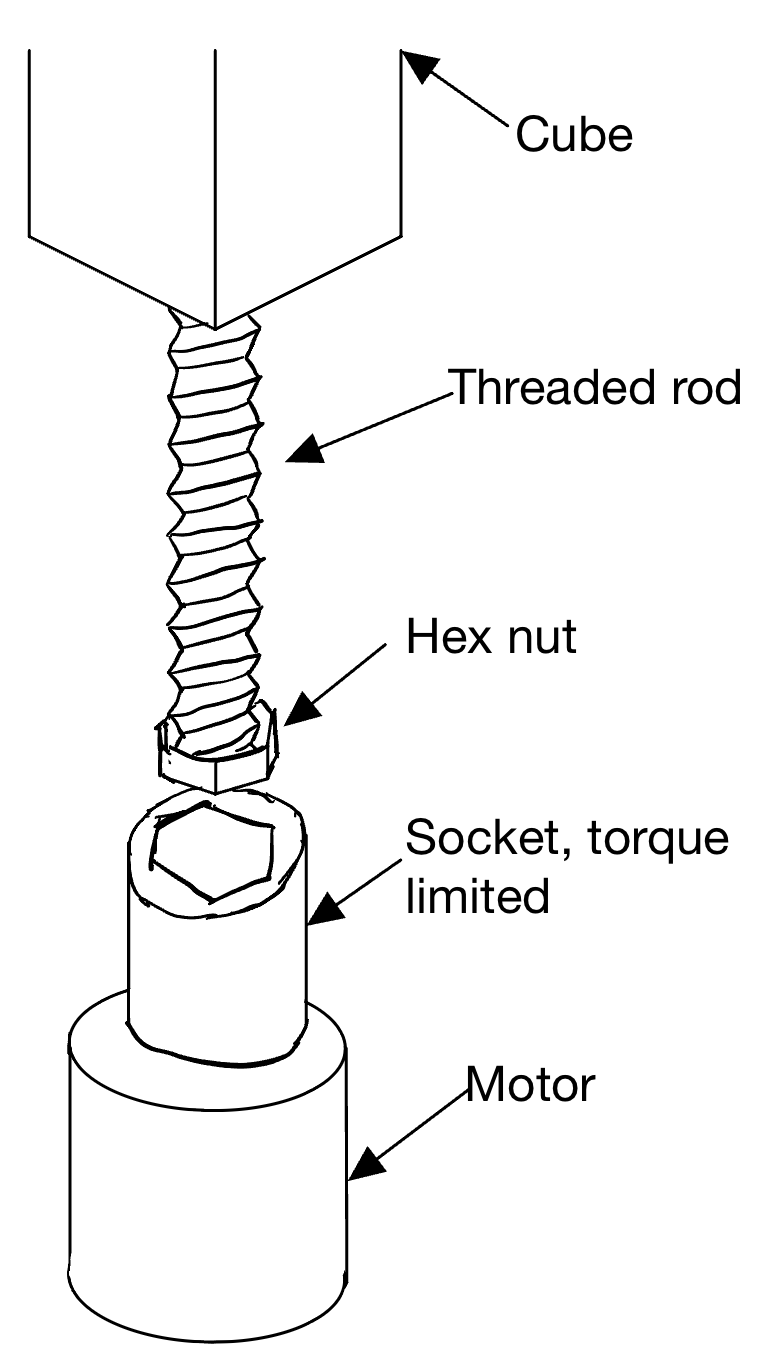 Cube
Threaded rod
Hex nut
Socket, torque
limited
Motor